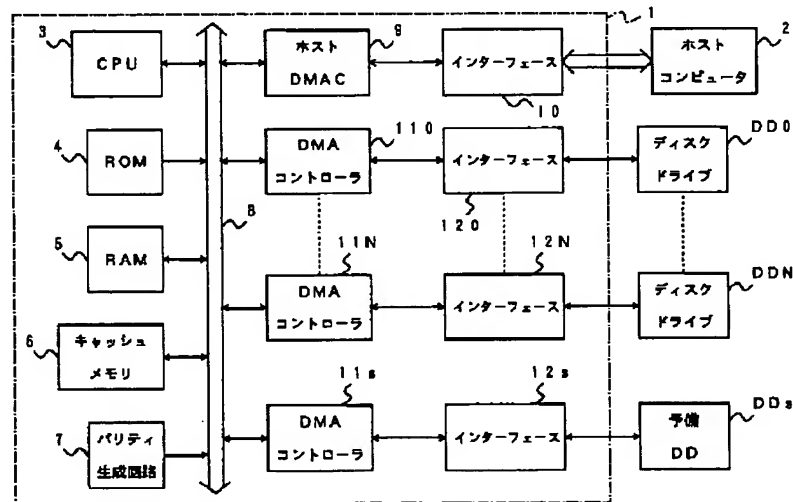 1
3
CPU
ホスト
DMAC
9
インターフェース
10
ホスト
コンピュータ
2
4
ROM
110
DMA
コントローラ
インターフェース
120
ディスク
ドライブ
DD0
8
5
RAM
11N
DMA
コントローラ
12N
インターフェース
ディスク
ドライブ
DDN
6
キャッシュ
メモリ
7
パリティ
生成回路
11s
DMA
コントローラ
12s
インターフェース
予備
DD
DDs